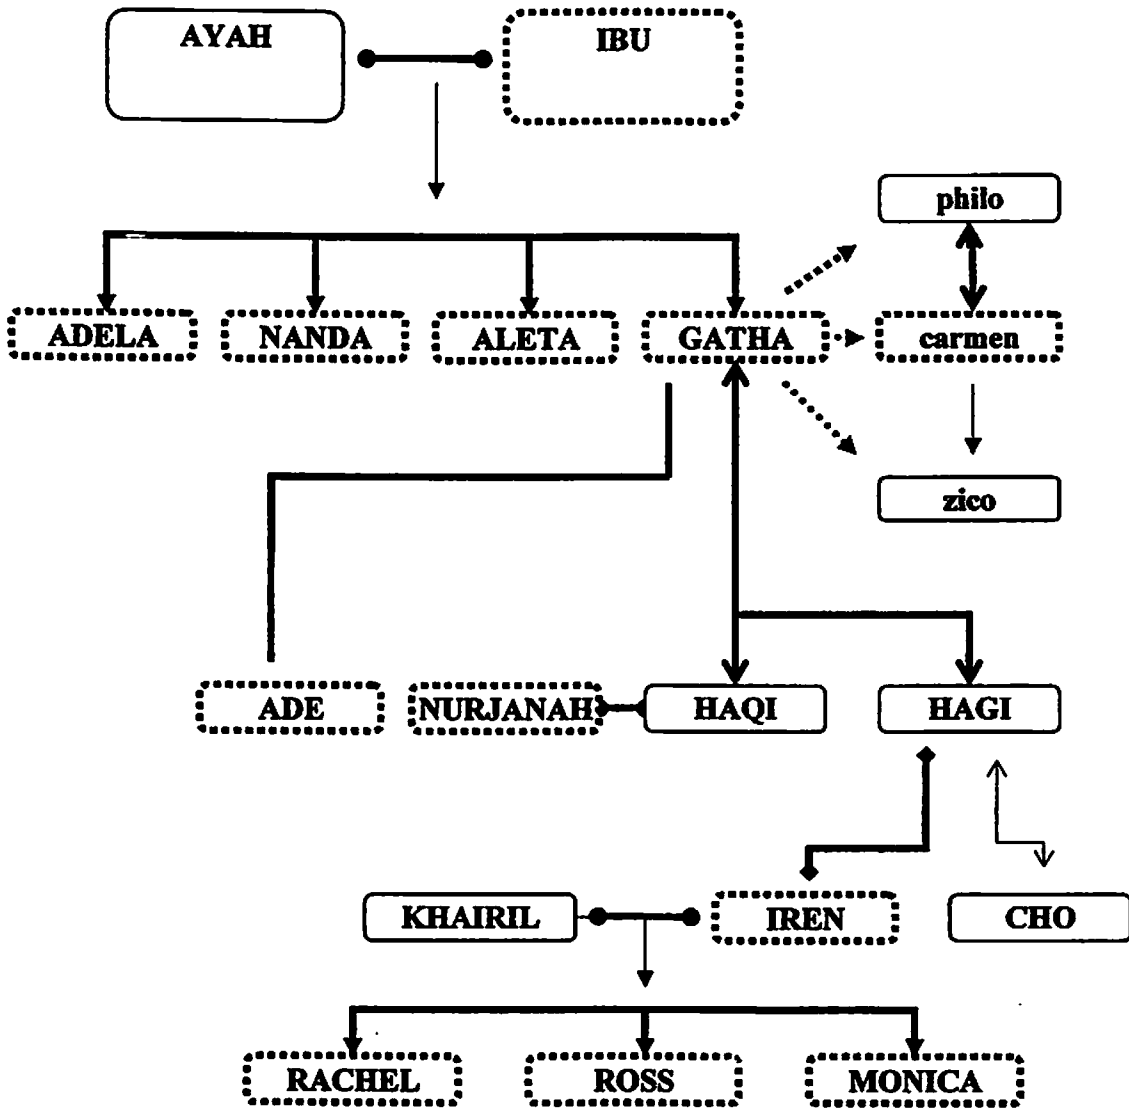 AYAH
IBU
philo
ADELA
NANDA
ALETA
GATHA
carmen
zico
ADE
NURJANAH
HAQI
HAGI
KHAIRIL
IREN
CHO
RACHEL
ROSS
MONICA